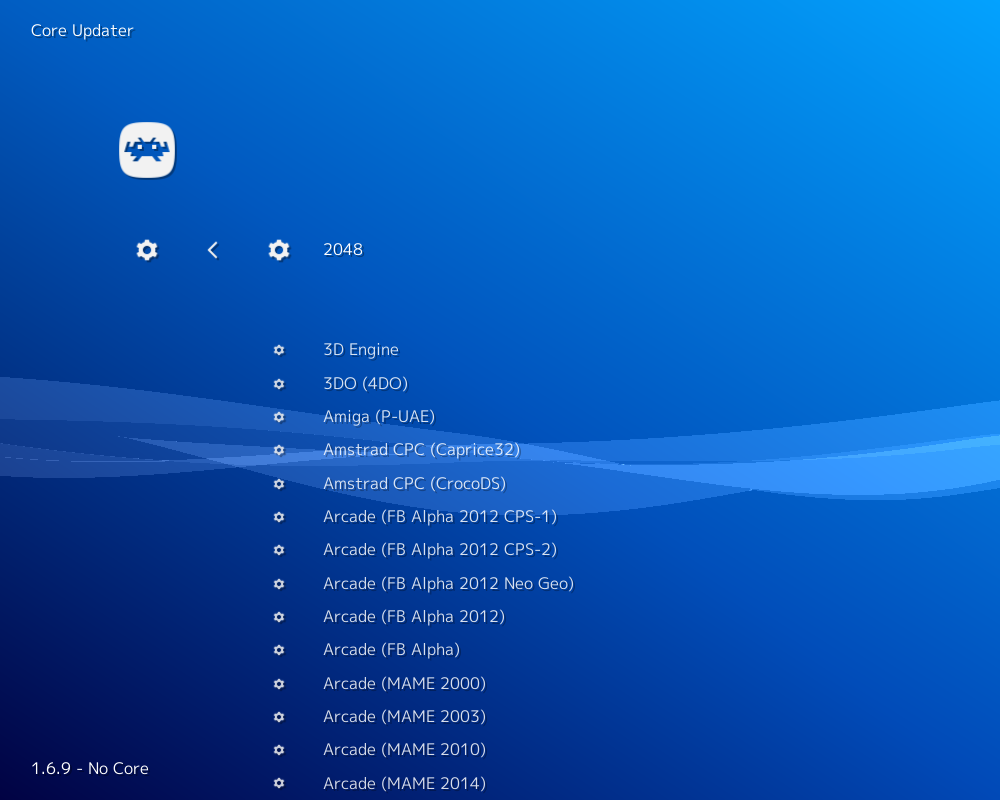 Core Updater
2048
3D Engine
3DO (4DO)
Amiga (P-UAE)
Amstrad CPC (Caprice32)
Amstrad CPC (CrocoDS)
Arcade (FB Alpha 2012 CPS-1)
Arcade (FB Alpha 2012 CPS-2)
Arcade (FB Alpha 2012 Neo Geo)
Arcade (FB Alpha 2012)
Arcade (FB Alpha)
Arcade (MAME 2000)
Arcade (MAME 2003)
Arcade (MAME 2010)
Arcade (MAME 2014)
1.6.9 - No Core